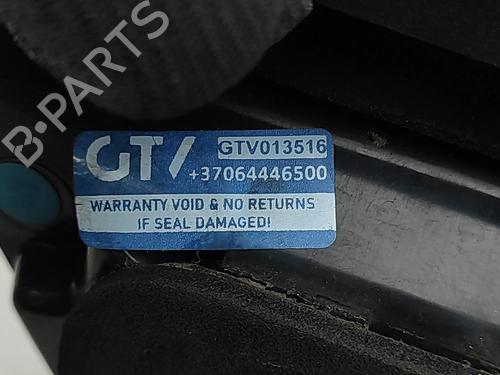 B-PARTS
GTV GTV013516
+37064446500
WARRANTY VOID & NO RETURNS
IF SEAL DAMAGED!